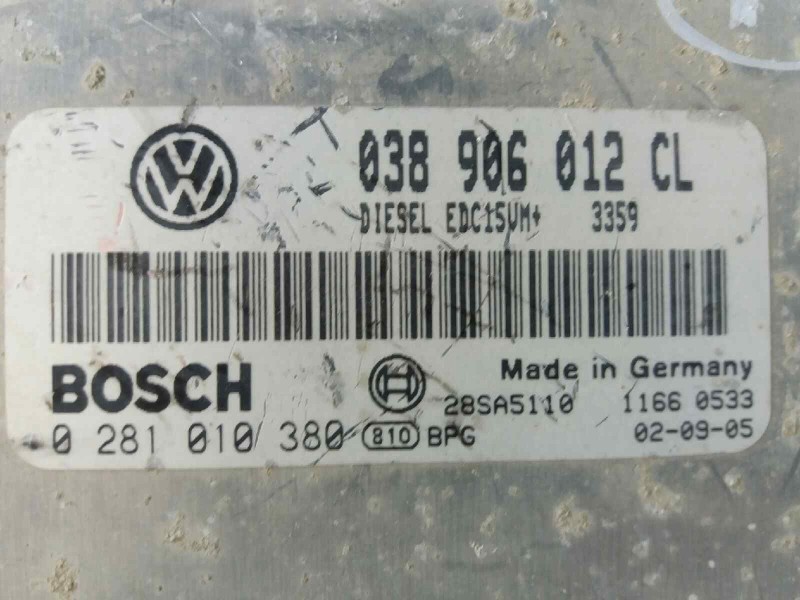 038 906 012 CL
DIESEL EDC15VM+ 3359
BOSCH
Made in Germany
28SA5110 1166 0533
0 281 010 380 810 BPG 02-09-05